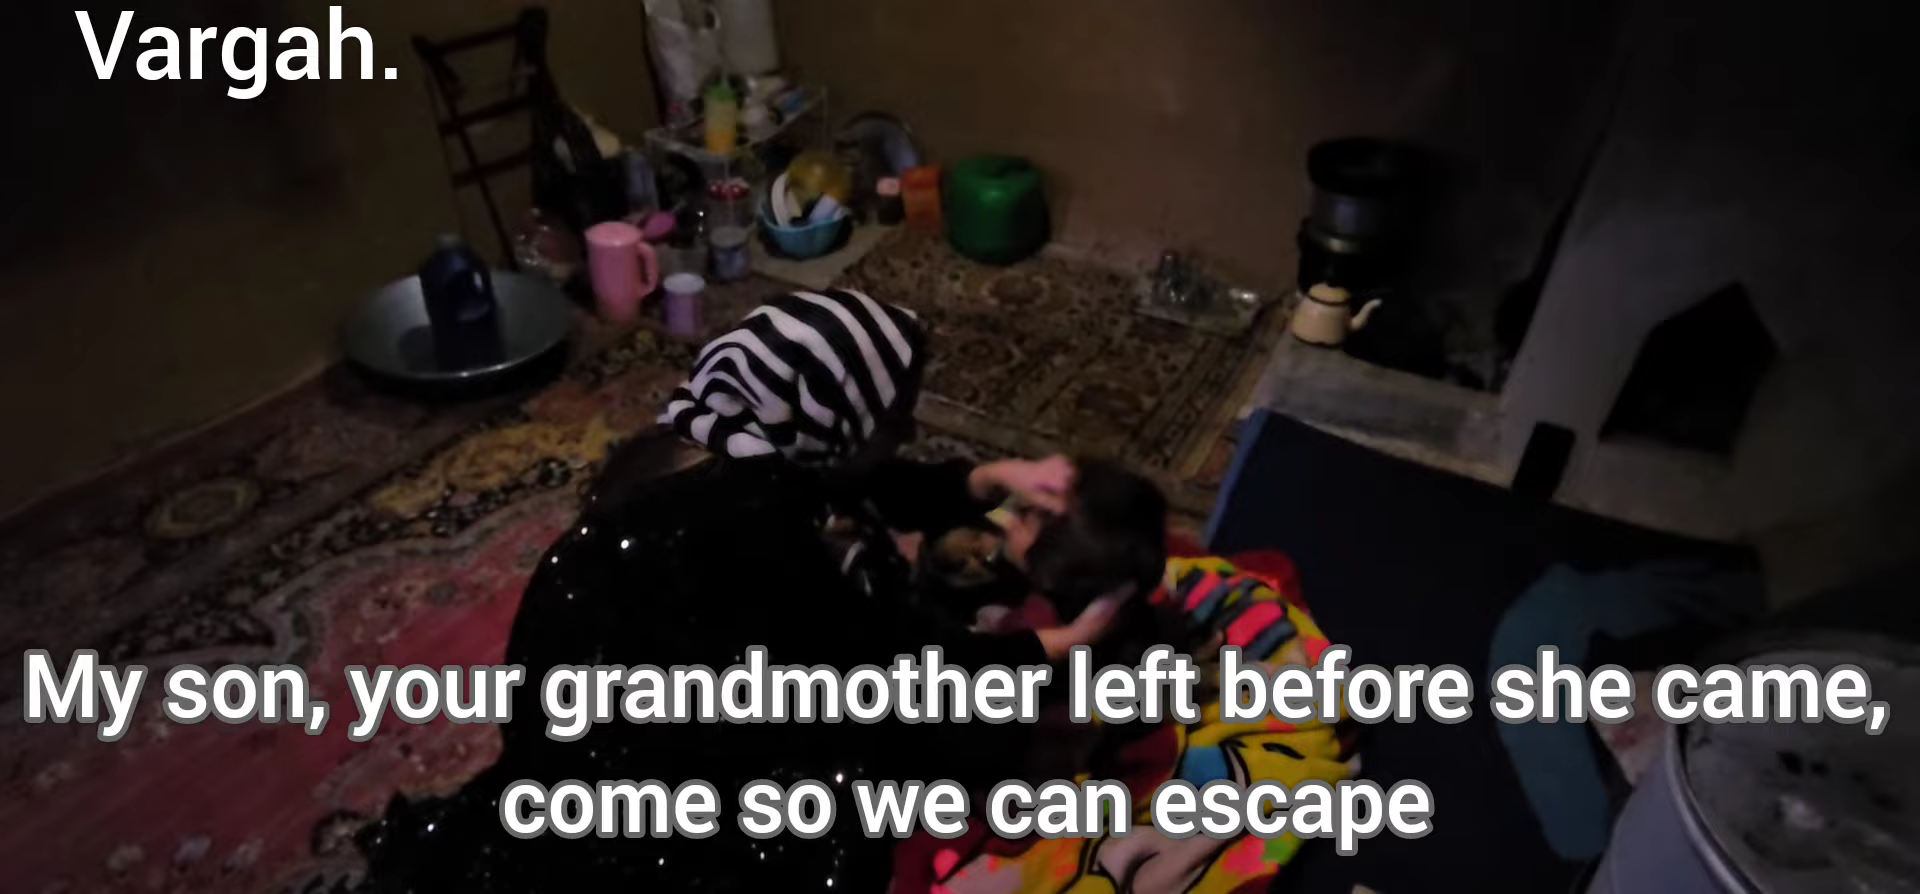 Vargah.
My son, your grandmother left before she came,
come so we can escape